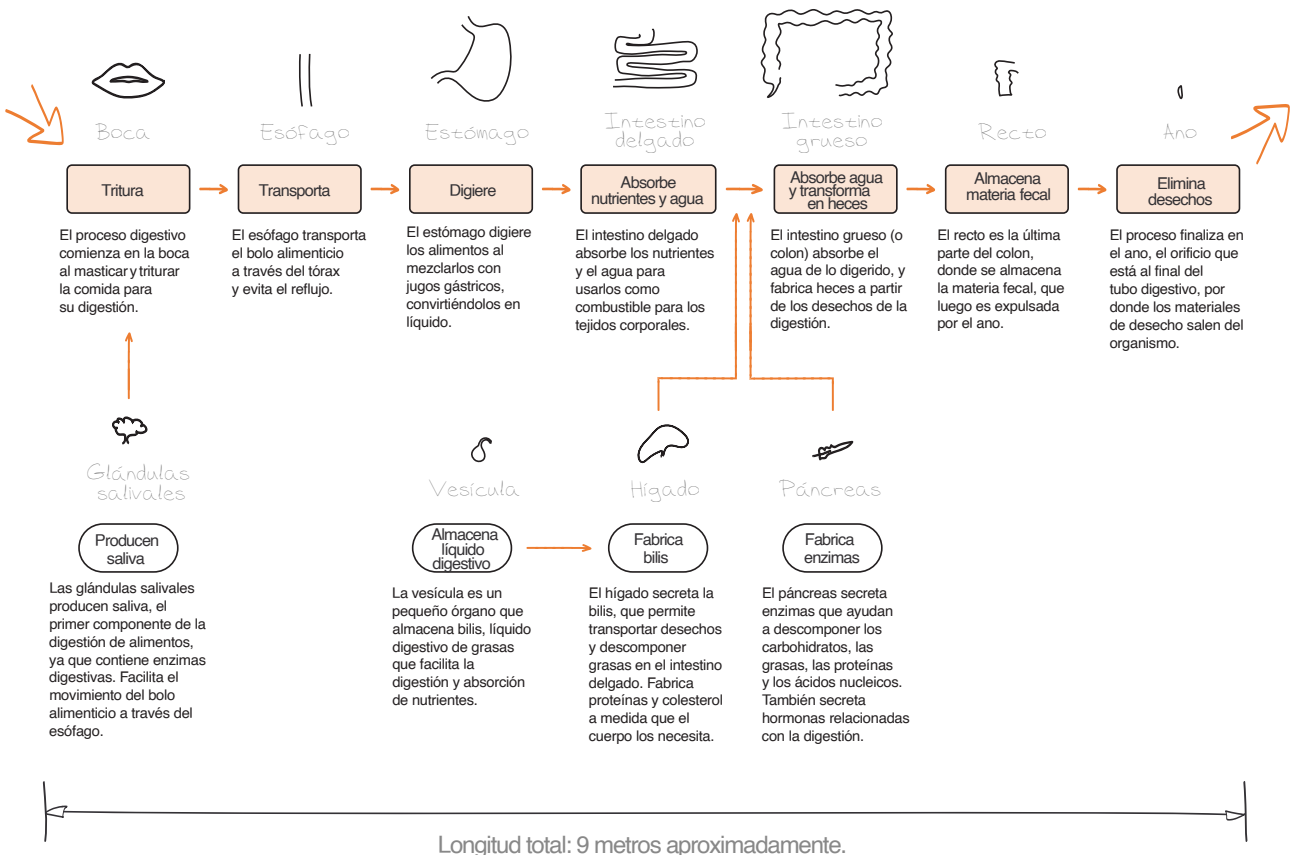 Boca
Esófago
Estómago
Intestino
delgado
Intestino
grueso
Recto
Ano
Tritura
Transporta
Digiere
Absorbe
nutrientes y agua
Absorbe agua
y transforma
en heces
Almacena
materia fecal
Elimina
desechos
El proceso digestivo
comienza en la boca
al masticar y triturar
la comida para
su digestión.
El esófago transporta
el bolo alimenticio
a través del tórax
y evita el reflujo.
El estómago digiere
los alimentos al
mezclarlos con
jugos gástricos,
convirtiéndolos en
líquido.
El intestino delgado
absorbe los nutrientes
y el agua para
usarlos como
combustible para los
tejidos corporales.
El intestino grueso (o
colon) absorbe el
agua de lo digerido, y
fabrica heces a partir
de los desechos de la
digestión.
El recto es la última
parte del colon,
donde se almacena
la materia fecal, que
luego es expulsada
por el ano.
El proceso finaliza en
el ano, el orificio que
está al final del
tubo digestivo, por
donde los materiales
de desecho salen del
organismo.
Glándulas
salivales
Vesícula
Hígado
Páncreas
Producen
saliva
Almacena
líquido
digestivo
Fabrica
bilis
Fabrica
enzimas
Las glándulas salivales
producen saliva, el
primer componente de la
digestión de alimentos,
ya que contiene enzimas
digestivas. Facilita el
movimiento del bolo
alimenticio a través del
esófago.
La vesícula es un
pequeño órgano que
almacena bilis, líquido
digestivo de grasas
que facilita la
digestión y absorción
de nutrientes.
El hígado secreta la
bilis, que permite
transportar desechos
y descomponer
grasas en el intestino
delgado. Fabrica
proteínas y colesterol
a medida que el
cuerpo los necesita.
El páncreas secreta
enzimas que ayudan
a descomponer los
carbohidratos, las
grasas, las proteínas
y los ácidos nucleicos.
También secreta
hormonas relacionadas
con la digestión.
Longitud total: 9 metros aproximadamente.